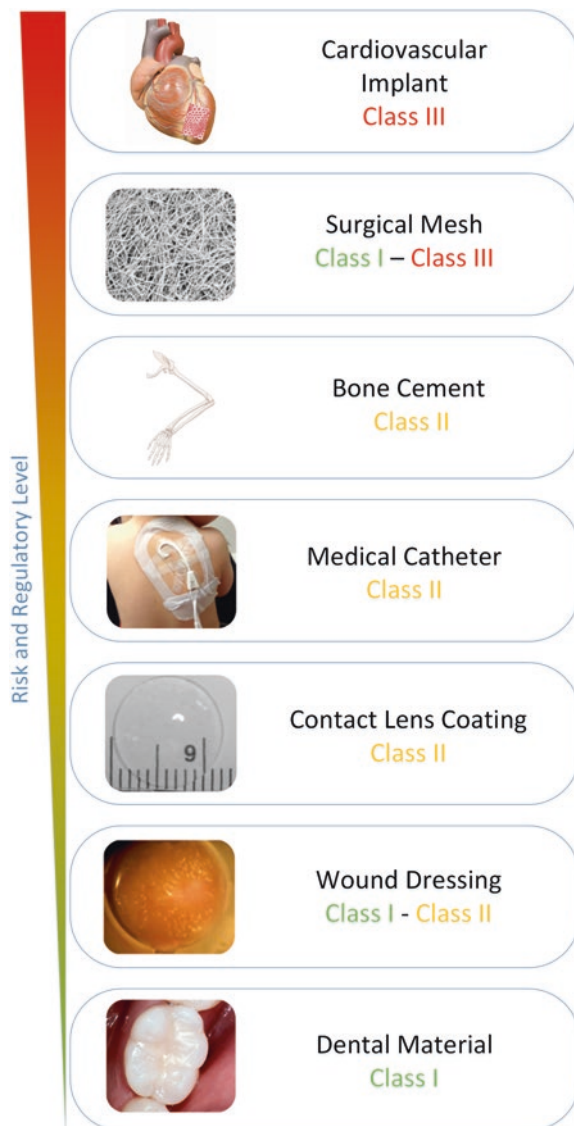 Risk and Regulatory Level
Cardiovascular
Implant
Class III
Surgical Mesh
Class I – Class III
Bone Cement
Class II
Medical Catheter
Class II
Contact Lens Coating
Class II
9
Wound Dressing
Class I - Class II
Dental Material
Class I